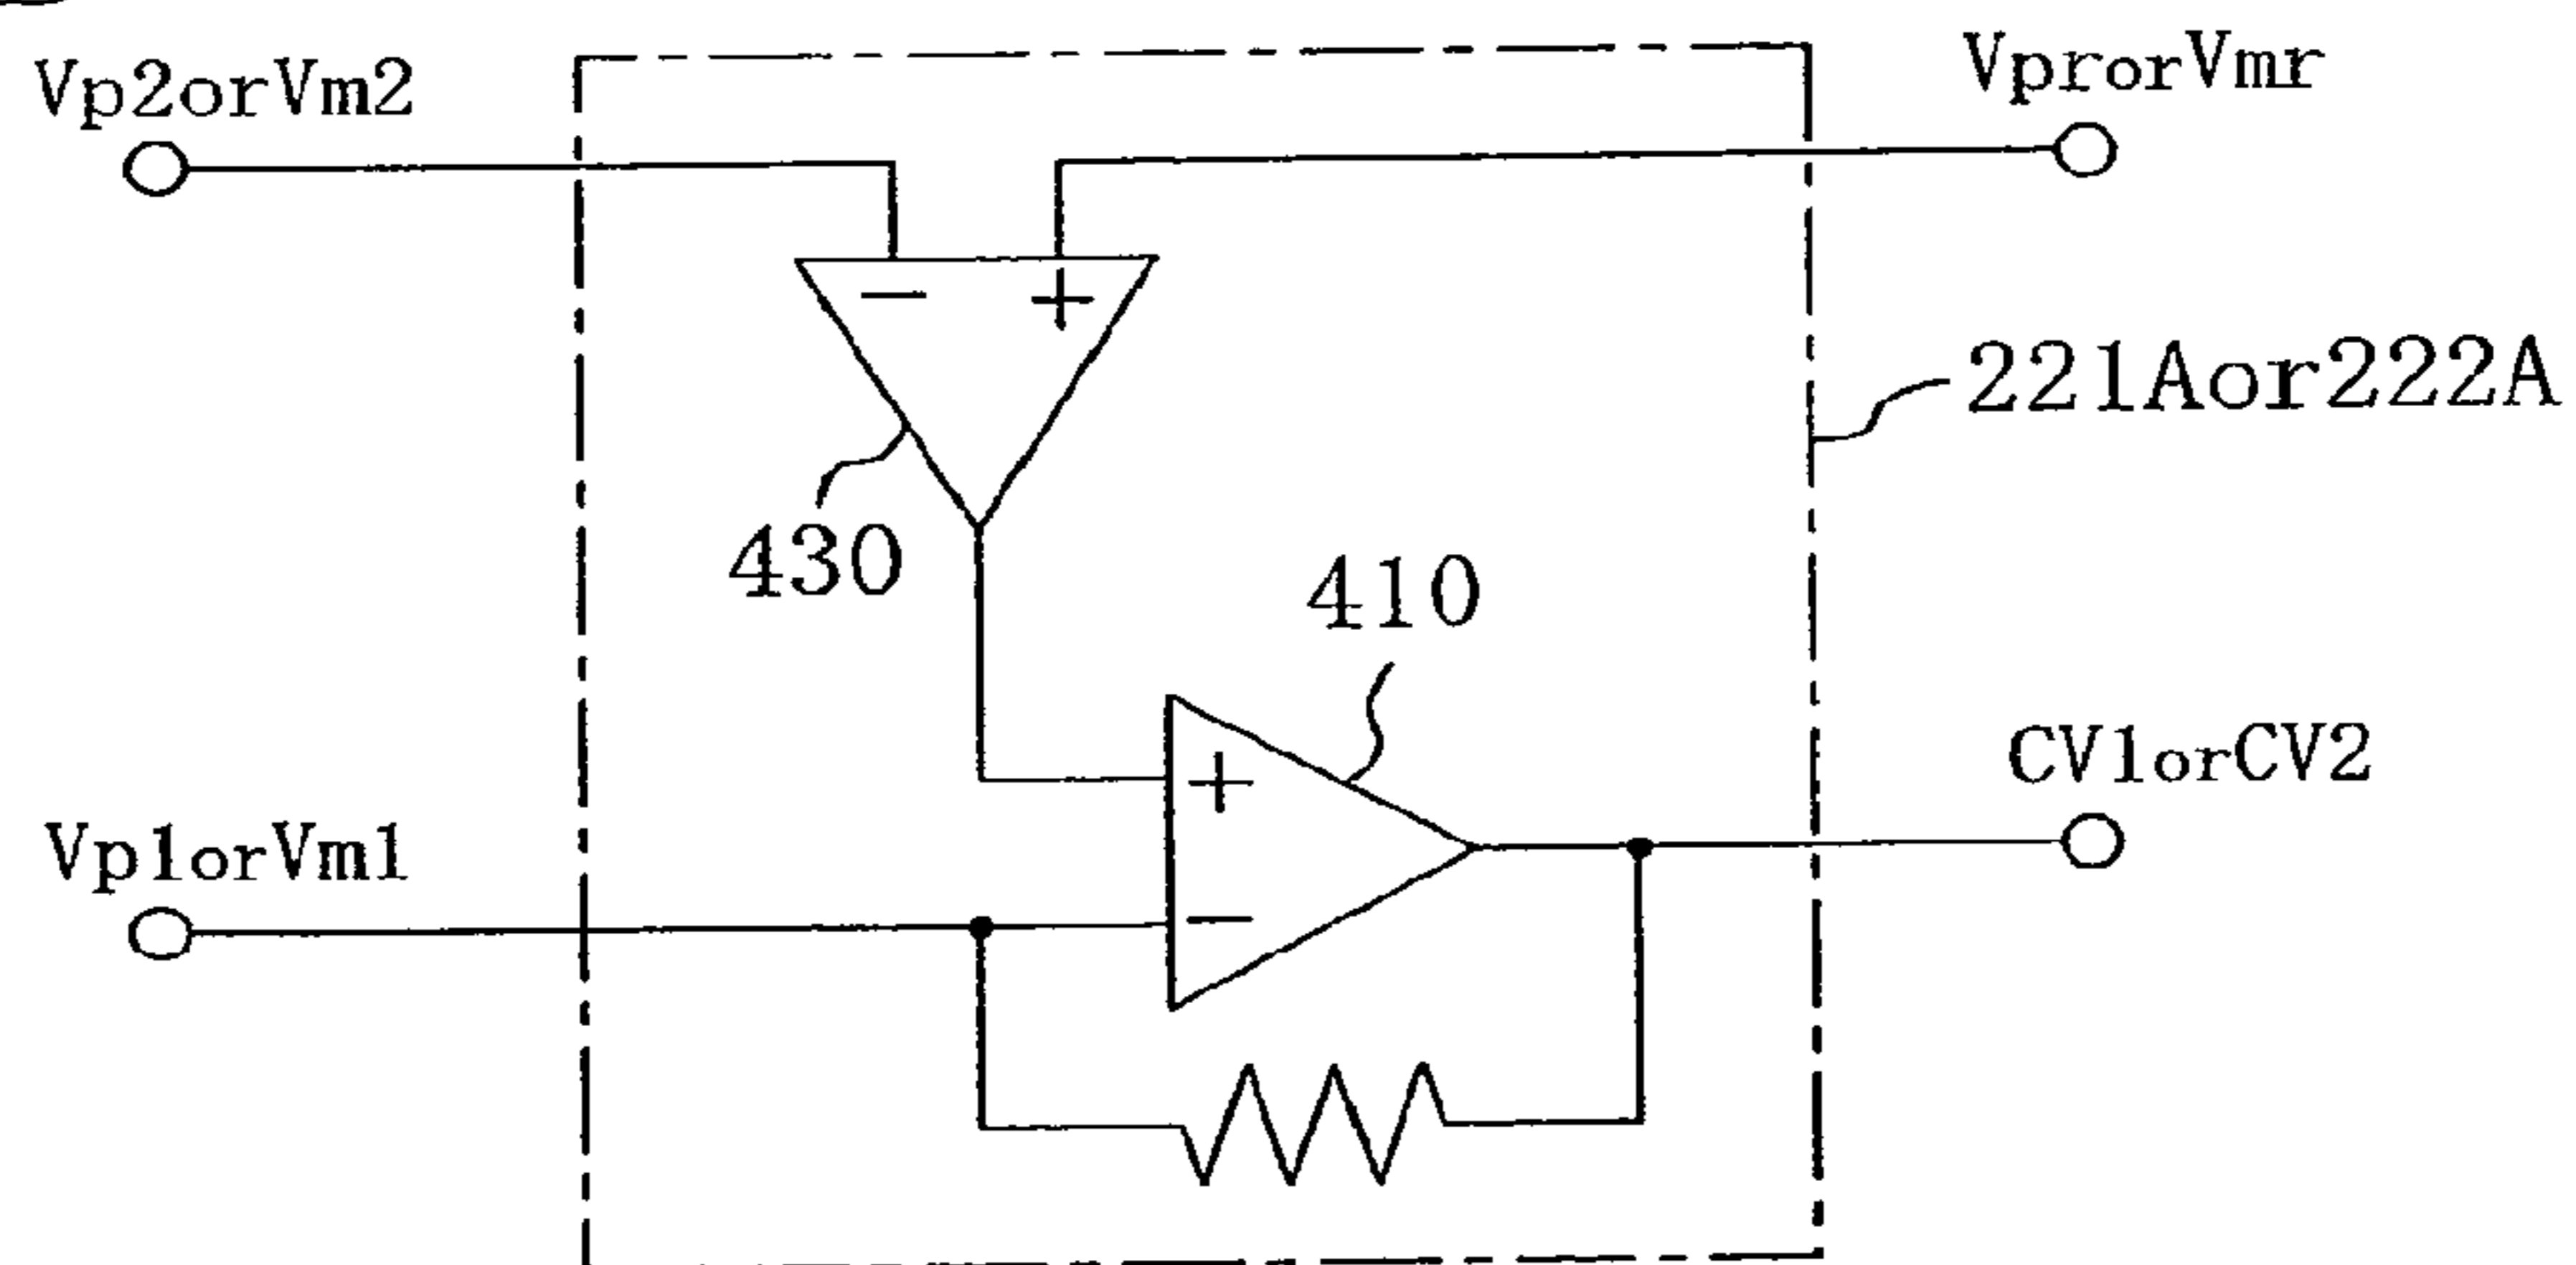 Vp2orVm2
VprorVmr
− +
221Aor222A
430
410
+
CV1orCV2
Vp1orVm1
−